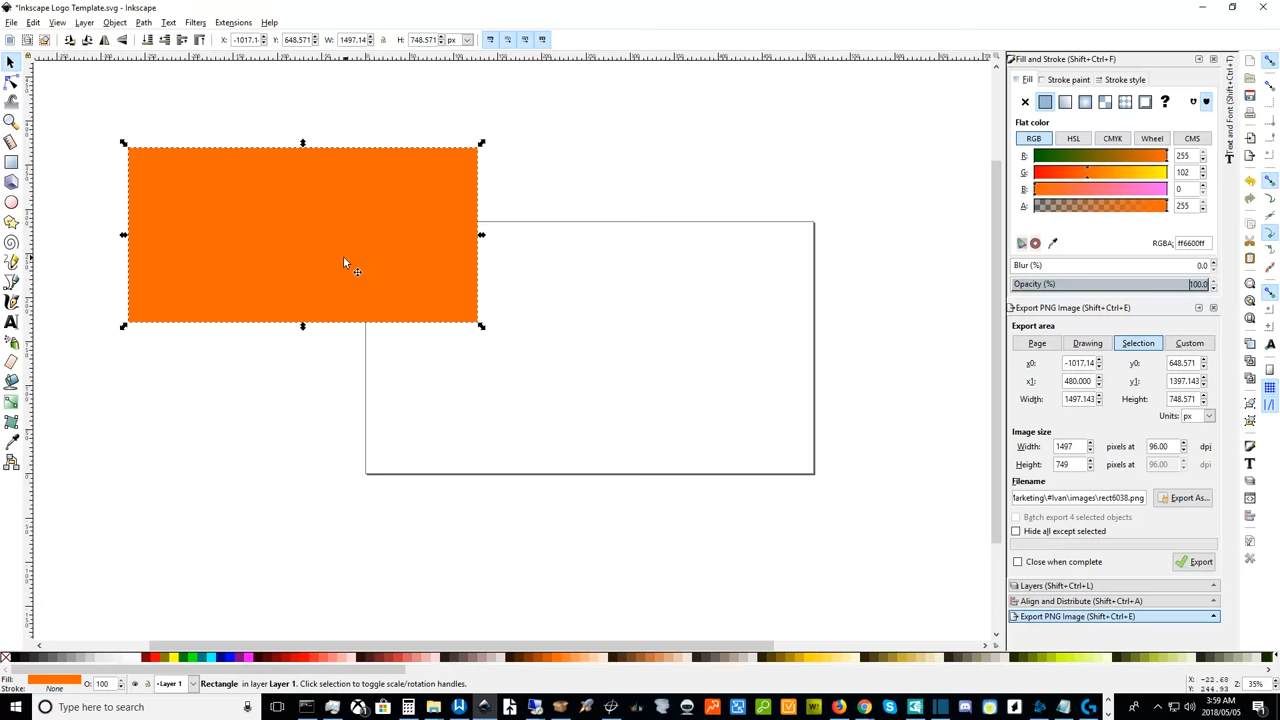 *Inkscape Logo Template.svg - Inkscape
File Edit View Layer Object Path Text Filters Extensions Help
X: -1017.1 Y: 648.571 W: 1497.14 H: 748.571 px
Fill and Stroke (Shift+Ctrl+F)
Fill Stroke paint Stroke style
?
Flat color
RGB HSL CMYK Wheel CMS
R: 255
G: 102
B: 0
A: 255
RGBA: ff6600ff
Blur (%) 0.0
Opacity (%) 100.0
Text and Font (Shift+Ctrl+T)
Export PNG Image (Shift+Ctrl+E)
Export area
Page Drawing Selection Custom
x0: -1017.14 y0: 648.571
x1: 480.000 y1: 1397.143
Width: 1497.143 Height: 748.571
Units: px
Image size
Width: 1497 pixels at 96.00 dpi
Height: 749 pixels at 96.00 dpi
Filename
larketing\#Ivan\images\rect6038.png Export As...
Batch export 4 selected objects
Hide all except selected
Close when complete Export
Layers (Shift+Ctrl+L)
Align and Distribute (Shift+Ctrl+A)
Export PNG Image (Shift+Ctrl+E)
Fill:
Stroke: None O: 100 Layer 1 Rectangle in layer Layer 1. Click selection to toggle scale/rotation handles. X: -22.68
Y: 244.93 Z: 35%
Type here to search
3:59 AM
2018/05/05